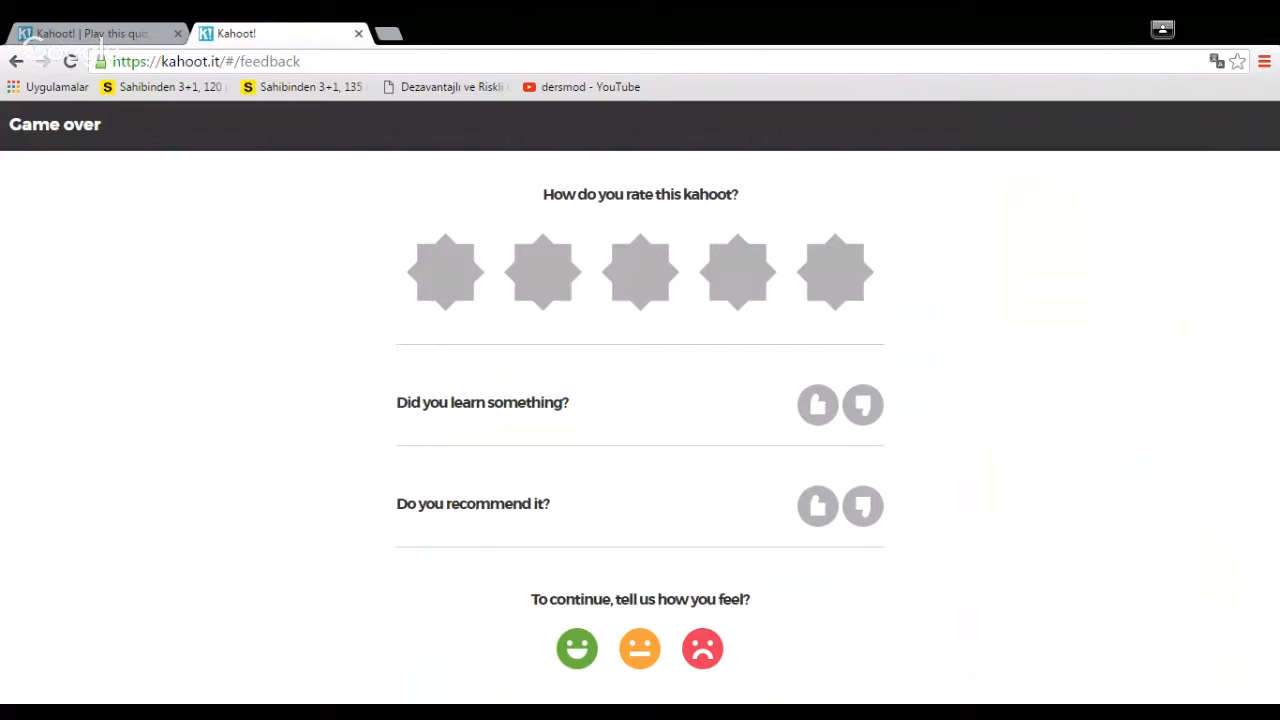 Kahoot! | Play this quiz
Kahoot!
Google
https://kahoot.it/#/feedback
Uygulamalar
Sahibinden 3+1, 120
Sahibinden 3+1, 135
Dezavantajlı ve Riskli
dersmod - YouTube
Game over
How do you rate this kahoot?
Did you learn something?
Do you recommend it?
To continue, tell us how you feel?